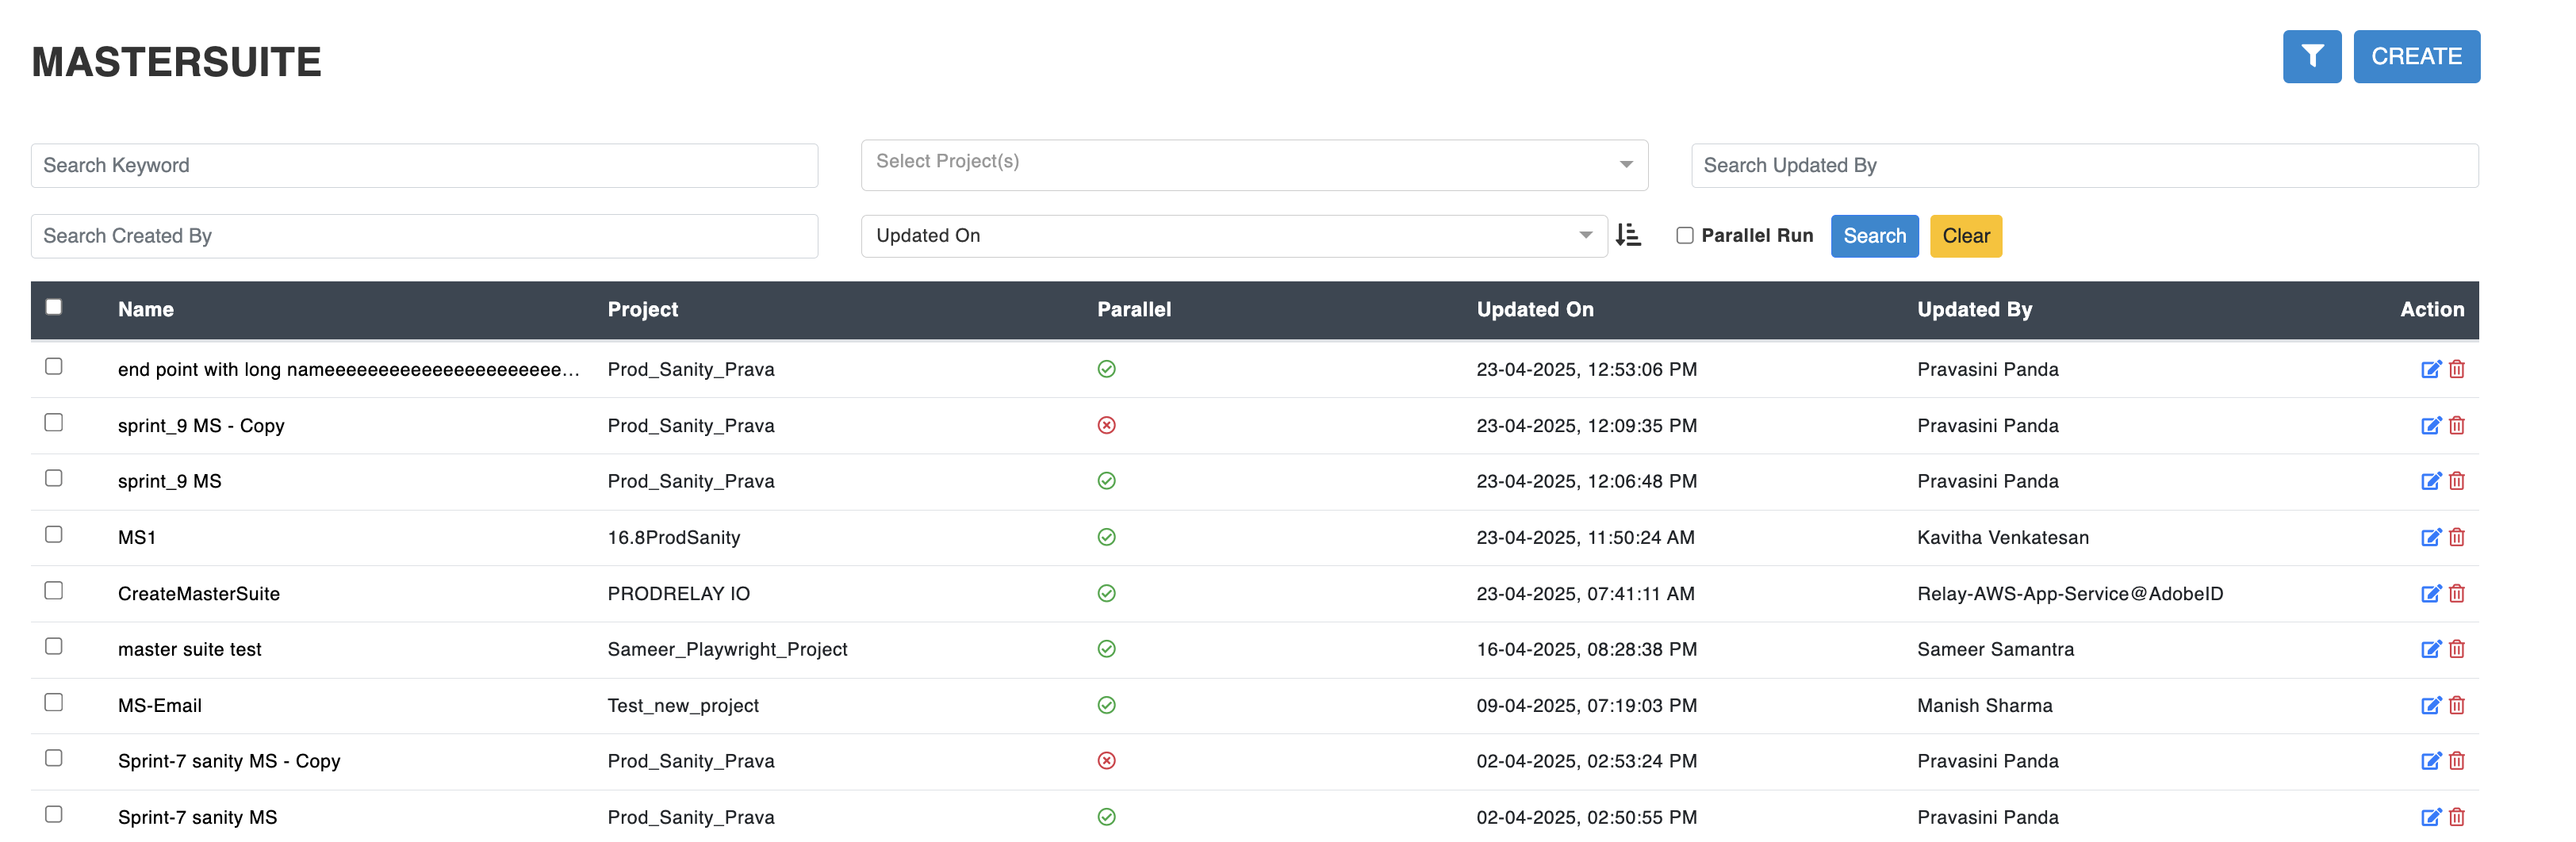 MASTERSUITE
CREATE
Search Keyword
Select Project(s)
Search Updated By
Search Created By
Updated On
Parallel Run
Search
Clear
Name Project Parallel Updated On Updated By Action
end point with long nameeeeeeeeeeeeeeeeeeeeee... Prod_Sanity_Prava 23-04-2025, 12:53:06 PM Pravasini Panda
sprint_9 MS - Copy Prod_Sanity_Prava 23-04-2025, 12:09:35 PM Pravasini Panda
sprint_9 MS Prod_Sanity_Prava 23-04-2025, 12:06:48 PM Pravasini Panda
MS1 16.8ProdSanity 23-04-2025, 11:50:24 AM Kavitha Venkatesan
CreateMasterSuite PRODRELAY IO 23-04-2025, 07:41:11 AM Relay-AWS-App-Service@AdobeID
master suite test Sameer_Playwright_Project 16-04-2025, 08:28:38 PM Sameer Samantra
MS-Email Test_new_project 09-04-2025, 07:19:03 PM Manish Sharma
Sprint-7 sanity MS - Copy Prod_Sanity_Prava 02-04-2025, 02:53:24 PM Pravasini Panda
Sprint-7 sanity MS Prod_Sanity_Prava 02-04-2025, 02:50:55 PM Pravasini Panda